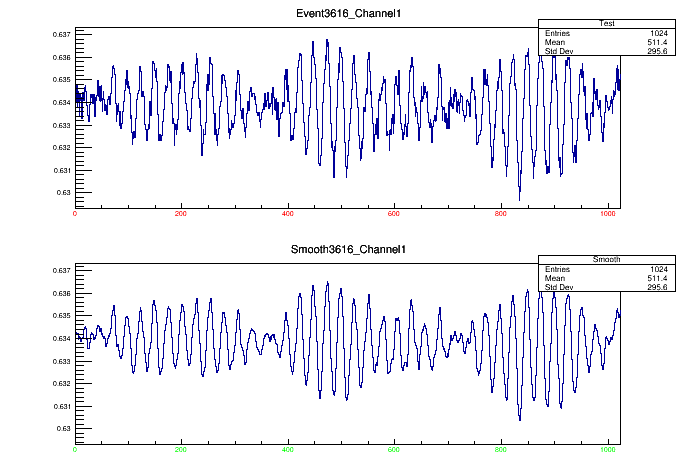 Event3616_Channel1
Test
Entries 1024
Mean 511.4
Std Dev 295.6
0.637
0.636
0.635
0.634
0.633
0.632
0.631
0.63
0 200 400 600 800 1000
Smooth3616_Channel1
Smooth
Entries 1024
Mean 511.4
Std Dev 295.6
0.637
0.636
0.635
0.634
0.633
0.632
0.631
0.63
0 200 400 600 800 1000